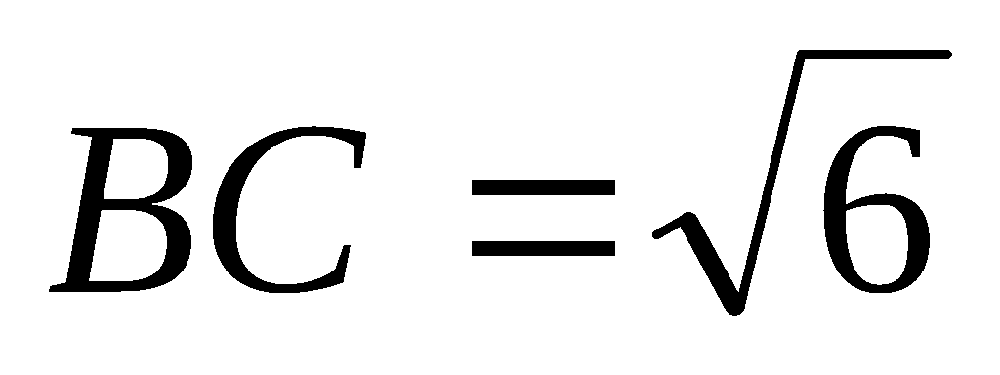 BC = √6